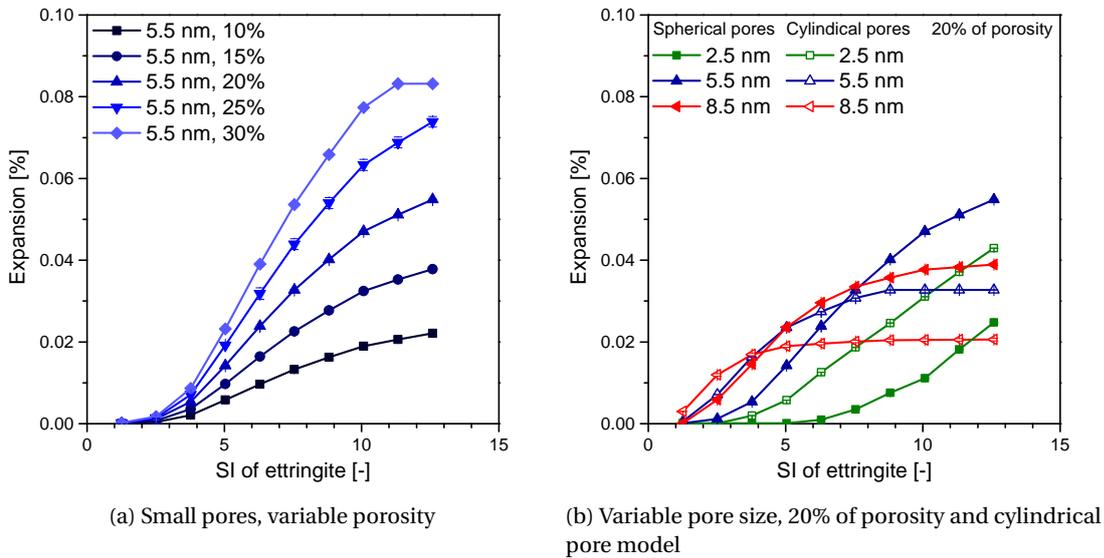 5.5 nm, 10%
5.5 nm, 15%
5.5 nm, 20%
5.5 nm, 25%
5.5 nm, 30%
0.10
0.08
0.06
0.04
0.02
0.00
Expansion [%]
0 5 10 15
SI of ettringite [-]
(a) Small pores, variable porosity
Spherical pores Cylindical pores 20% of porosity
2.5 nm 2.5 nm
5.5 nm 5.5 nm
8.5 nm 8.5 nm
0.10
0.08
0.06
0.04
0.02
0.00
Expansion [%]
0 5 10 15
SI of ettringite [-]
(b) Variable pore size, 20% of porosity and cylindrical
pore model